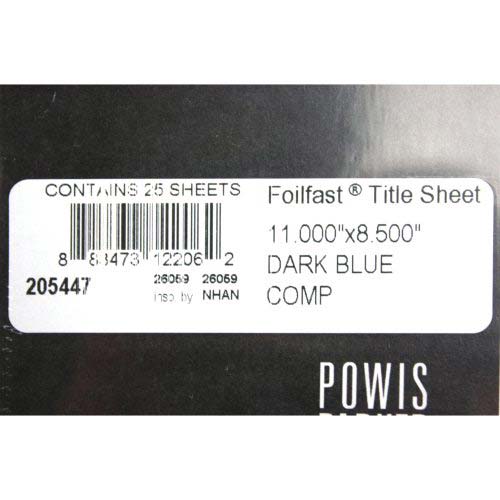 CONTAINS 25 SHEETS
8 88473 12206 2
205447
26059 26059
insp. by NHAN
Foilfast® Title Sheet
11.000"x8.500"
DARK BLUE
COMP
POWIS